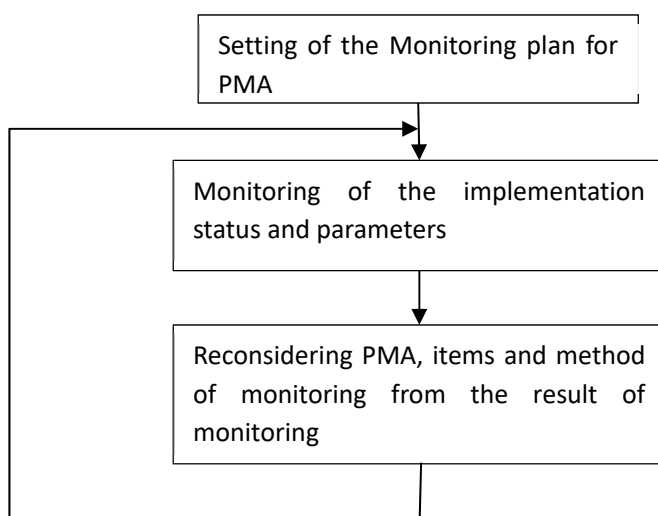 Setting of the Monitoring plan for
PMA
Monitoring of the implementation
status and parameters
Reconsidering PMA, items and method
of monitoring from the result of
monitoring